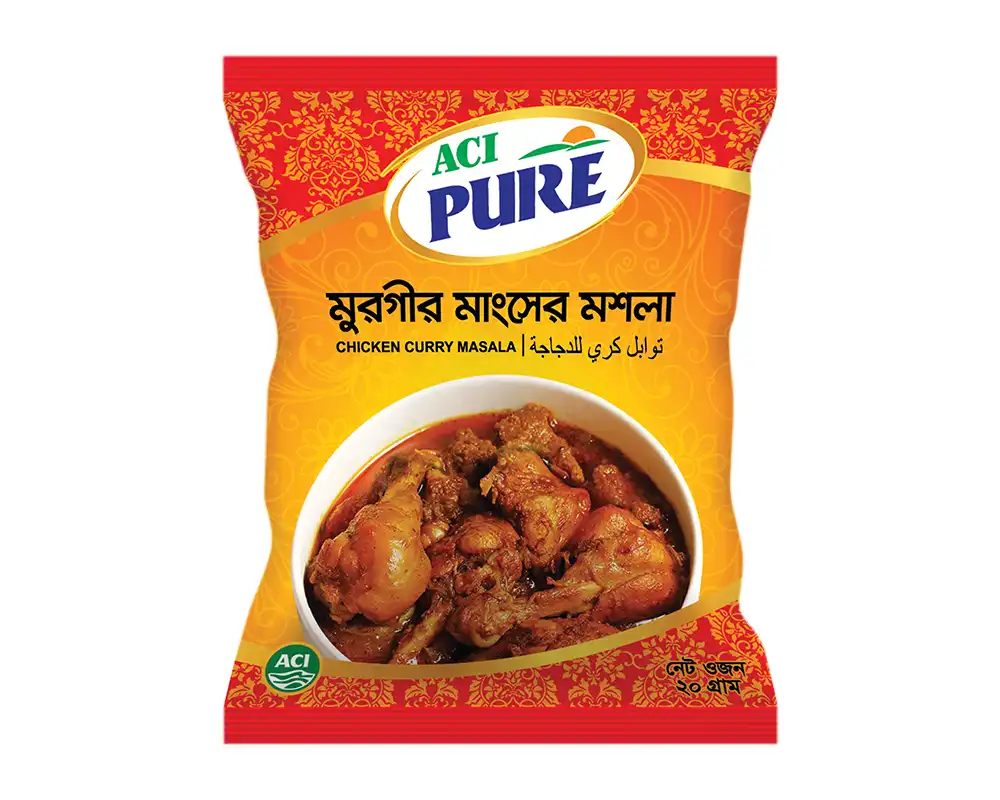 ACI
PURE
মুরগীর মাংসের মশলা
CHICKEN CURRY MASALA | توابل كري للدجاجة
ACI
নেট ওজন
২০ গ্রাম